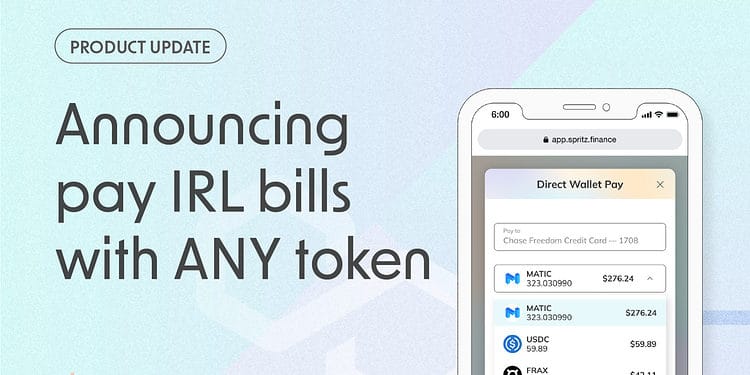 PRODUCT UPDATE
Announcing
pay IRL bills
with ANY token
6:00
app.spritz.finance
Direct Wallet Pay
Pay to
Chase Freedom Credit Card --- 1708
MATIC
323.030990
$276.24
MATIC
323.030990
$276.24
USDC
59.89
$59.89
FRAX